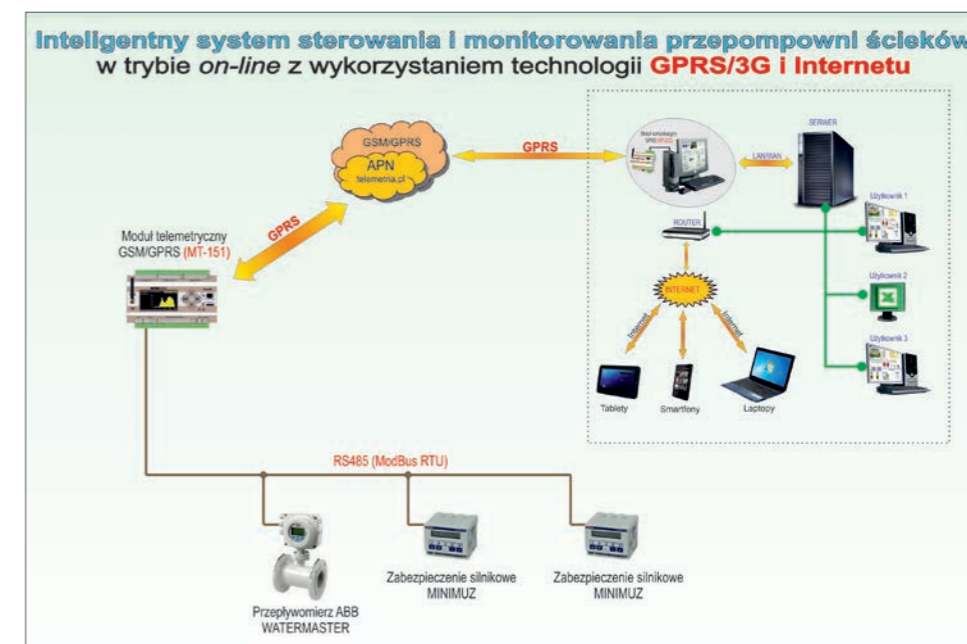 Inteligentny system sterowania i monitorowania przepompowni ścieków
w trybie on-line z wykorzystaniem technologii GPRS/3G i Internetu
GSM/GPRS
APN
telemetria.pl
GPRS
GPRS
Moduł telemetryczny
GSM/GPRS (MT-151)
LAN/WAN
SERWER
ROUTER
Użytkownik 1
Użytkownik 2
Użytkownik 3
INTERNET
Internet
Internet
Tablety
Smartfony
Laptopy
RS485 (ModBus RTU)
Przepływomierz ABB
WATERMASTER
Zabezpieczenie silnikowe
MINIMUZ
Zabezpieczenie silnikowe
MINIMUZ